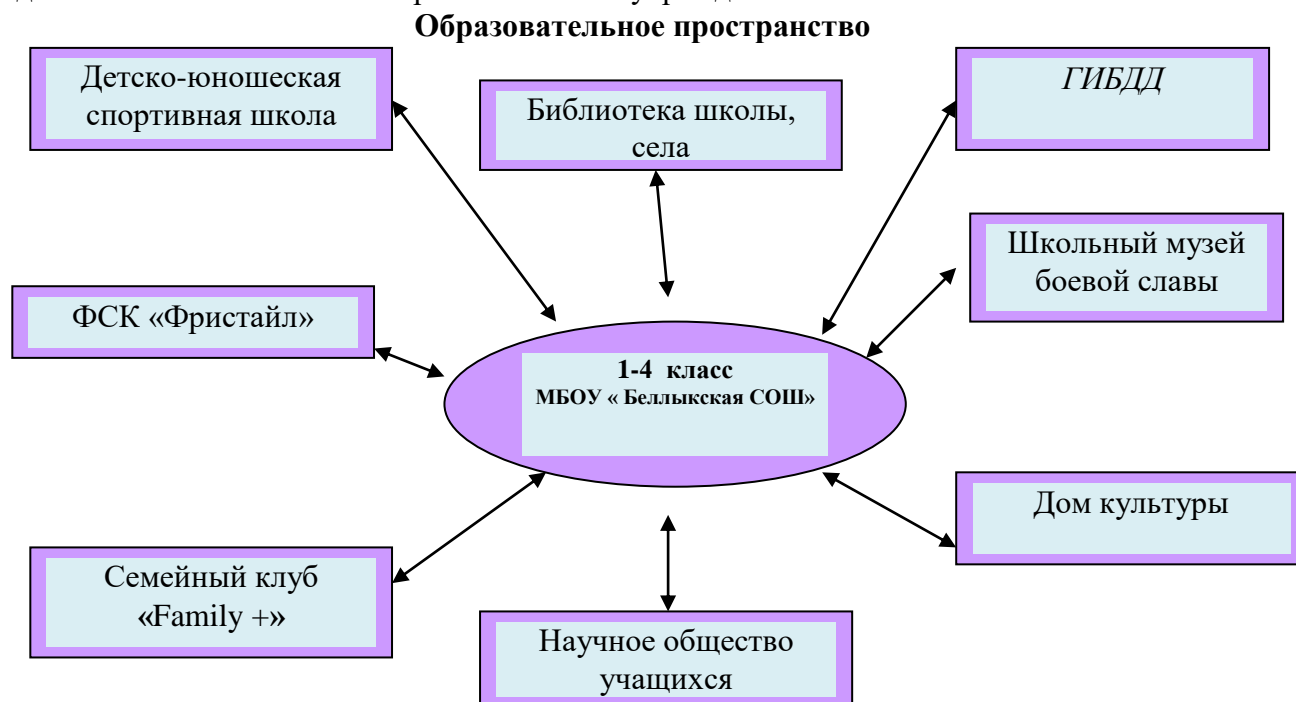 Образовательное пространство
Детско-юношеская
спортивная школа
Библиотека школы,
села
ГИБДД
Школьный музей
боевой славы
ФСК «Фристайл»
1-4 класс
МБОУ « Беллыкская СОШ»
Дом культуры
Семейный клуб
«Family +»
Научное общество
учащихся